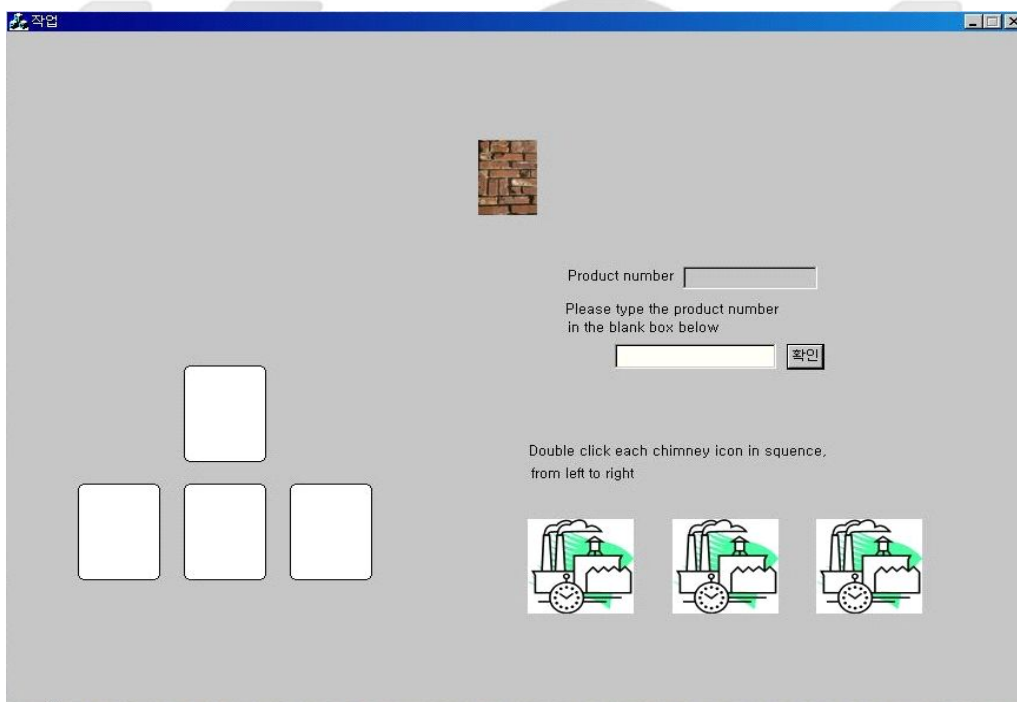 작업
Product number
Please type the product number
in the blank box below
확인
Double click each chimney icon in squence,
from left to right